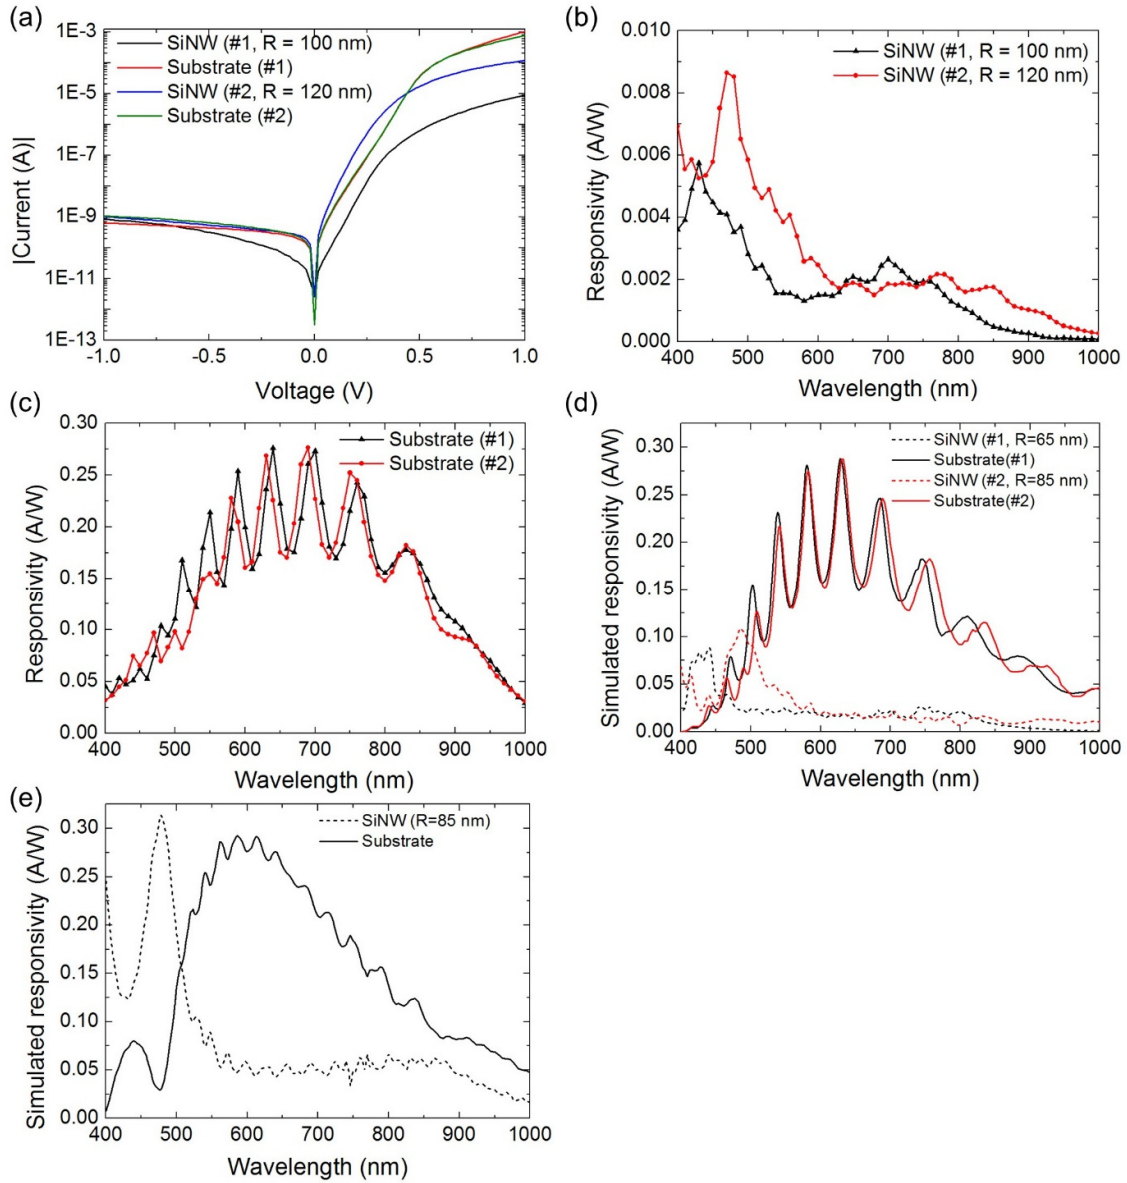 (a)
|Current (A)|
1E-3
1E-5
1E-7
1E-9
1E-11
1E-13
SiNW (#1, R = 100 nm)
Substrate (#1)
SiNW (#2, R = 120 nm)
Substrate (#2)
-1.0 -0.5 0.0 0.5 1.0
Voltage (V)
(b)
Responsivity (A/W)
0.010
0.008
0.006
0.004
0.002
0.000
SiNW (#1, R = 100 nm)
SiNW (#2, R = 120 nm)
400 500 600 700 800 900 1000
Wavelength (nm)
(c)
Responsivity (A/W)
0.30
0.25
0.20
0.15
0.10
0.05
0.00
Substrate (#1)
Substrate (#2)
400 500 600 700 800 900 1000
Wavelength (nm)
(d)
Simulated responsivity (A/W)
0.30
0.25
0.20
0.15
0.10
0.05
0.00
SiNW (#1, R=65 nm)
Substrate(#1)
SiNW (#2, R=85 nm)
Substrate(#2)
400 500 600 700 800 900 1000
Wavelength (nm)
(e)
Simulated responsivity (A/W)
0.30
0.25
0.20
0.15
0.10
0.05
0.00
SiNW (R=85 nm)
Substrate
400 500 600 700 800 900 1000
Wavelength (nm)